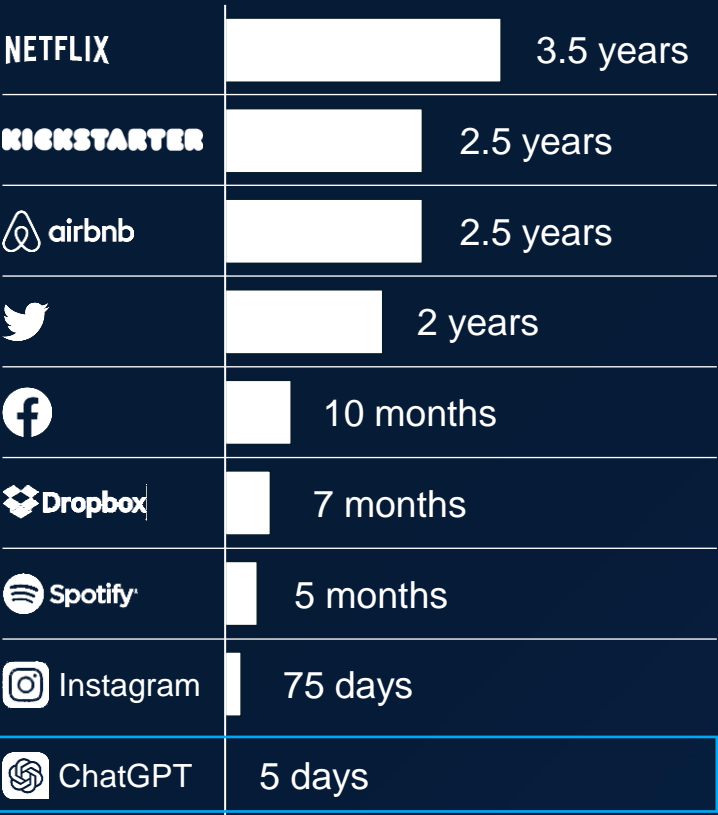 NETFLIX 3.5 years
KICKSTARTER 2.5 years
airbnb 2.5 years
2 years
10 months
Dropbox 7 months
Spotify 5 months
Instagram 75 days
ChatGPT 5 days